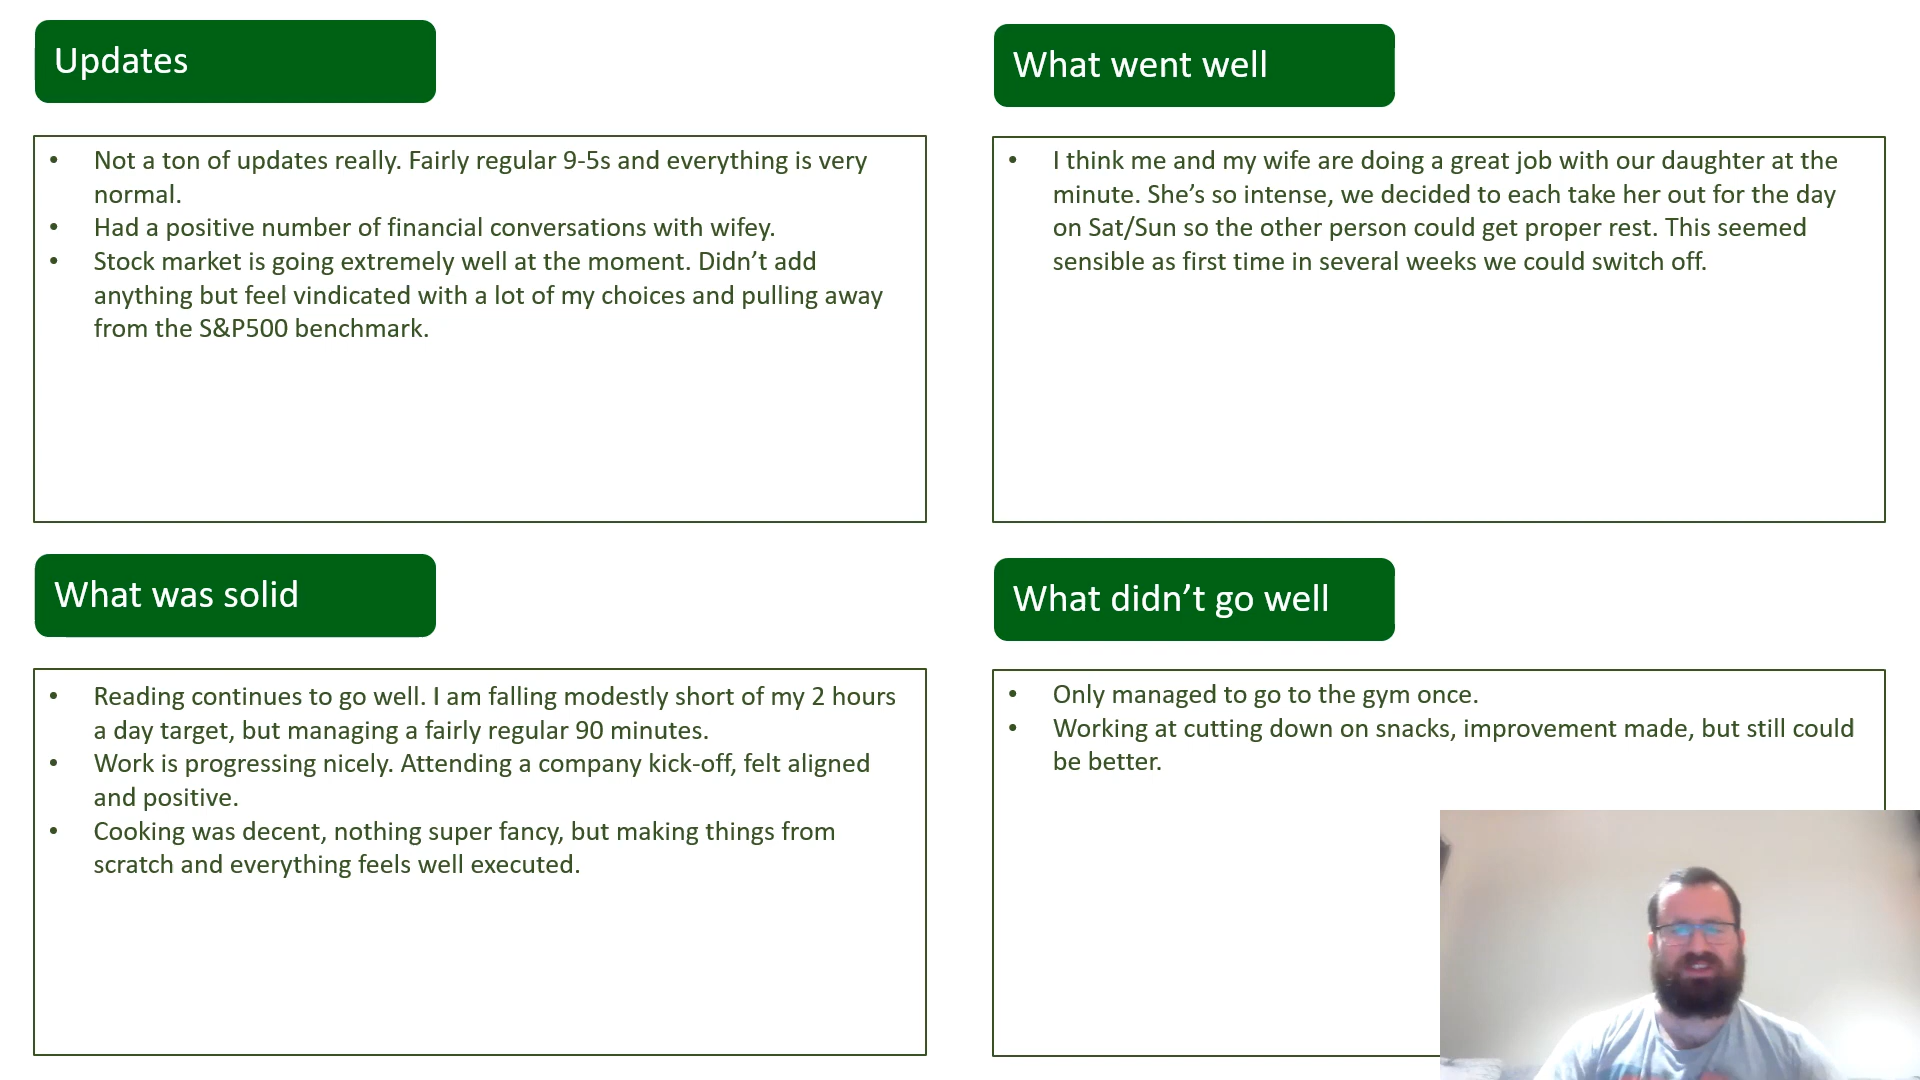 Updates
• Not a ton of updates really. Fairly regular 9-5s and everything is very
normal.
• Had a positive number of financial conversations with wifey.
• Stock market is going extremely well at the moment. Didn’t add
anything but feel vindicated with a lot of my choices and pulling away
from the S&P500 benchmark.
What went well
• I think me and my wife are doing a great job with our daughter at the
minute. She’s so intense, we decided to each take her out for the day
on Sat/Sun so the other person could get proper rest. This seemed
sensible as first time in several weeks we could switch off.
What was solid
• Reading continues to go well. I am falling modestly short of my 2 hours
a day target, but managing a fairly regular 90 minutes.
• Work is progressing nicely. Attending a company kick-off, felt aligned
and positive.
• Cooking was decent, nothing super fancy, but making things from
scratch and everything feels well executed.
What didn’t go well
• Only managed to go to the gym once.
• Working at cutting down on snacks, improvement made, but still could
be better.